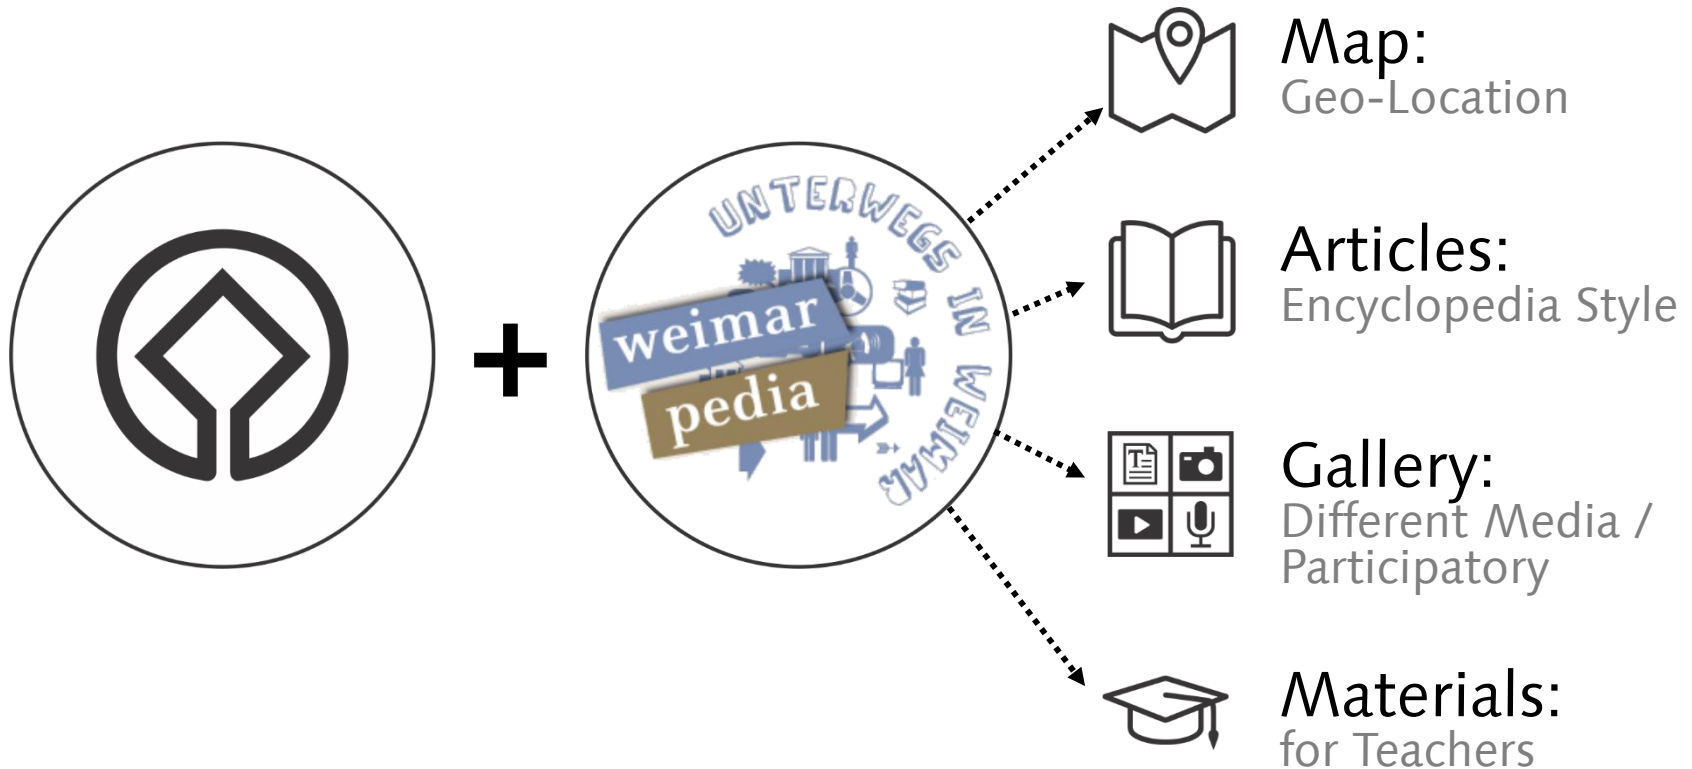 UNTERWEGS IN WEIMAR
weimar
pedia
Map:
Geo-Location
Articles:
Encyclopedia Style
T
Gallery:
Different Media /
Participatory
Materials:
for Teachers